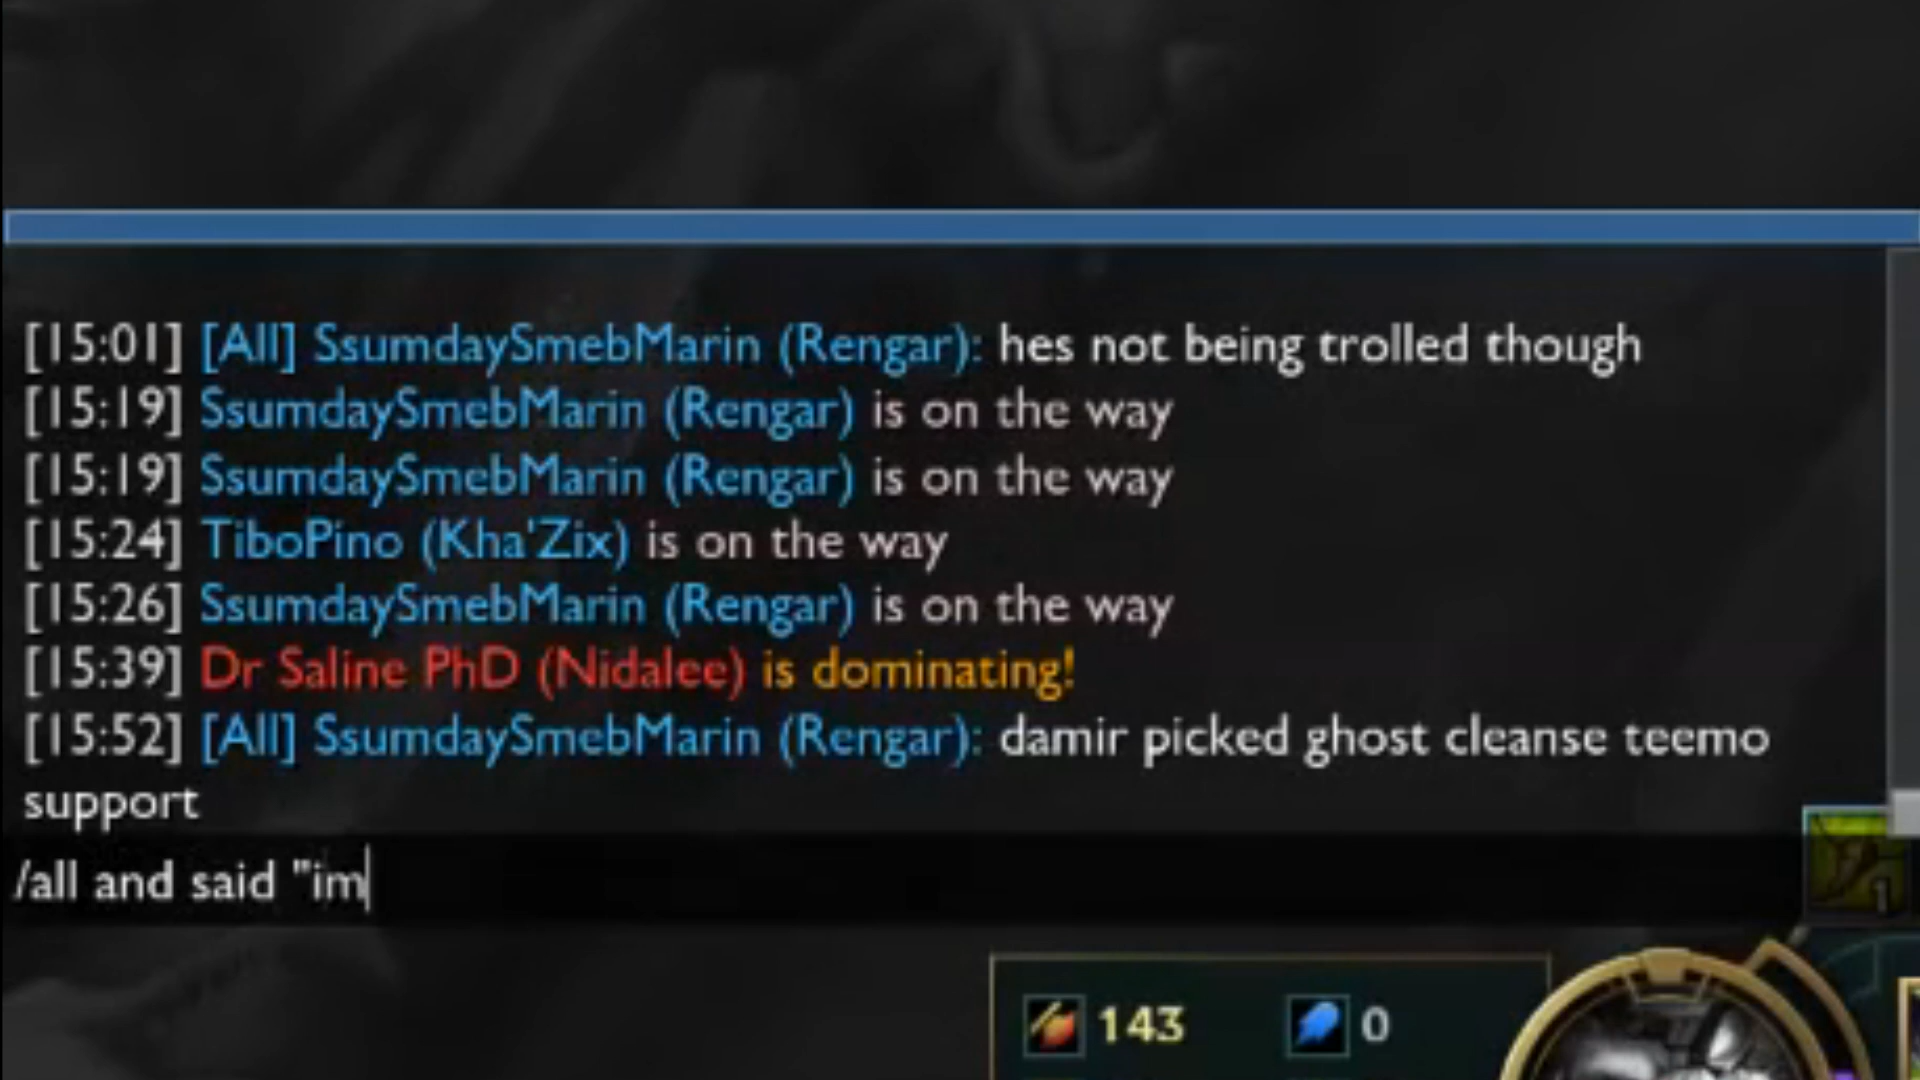 [15:01] [All] SsumdaySmebMarin (Rengar): hes not being trolled though
[15:19] SsumdaySmebMarin (Rengar) is on the way
[15:19] SsumdaySmebMarin (Rengar) is on the way
[15:24] TiboPino (Kha'Zix) is on the way
[15:26] SsumdaySmebMarin (Rengar) is on the way
[15:39] Dr Saline PhD (Nidalee) is dominating!
[15:52] [All] SsumdaySmebMarin (Rengar): damir picked ghost cleanse teemo
support
/all and said "im
1
143 0